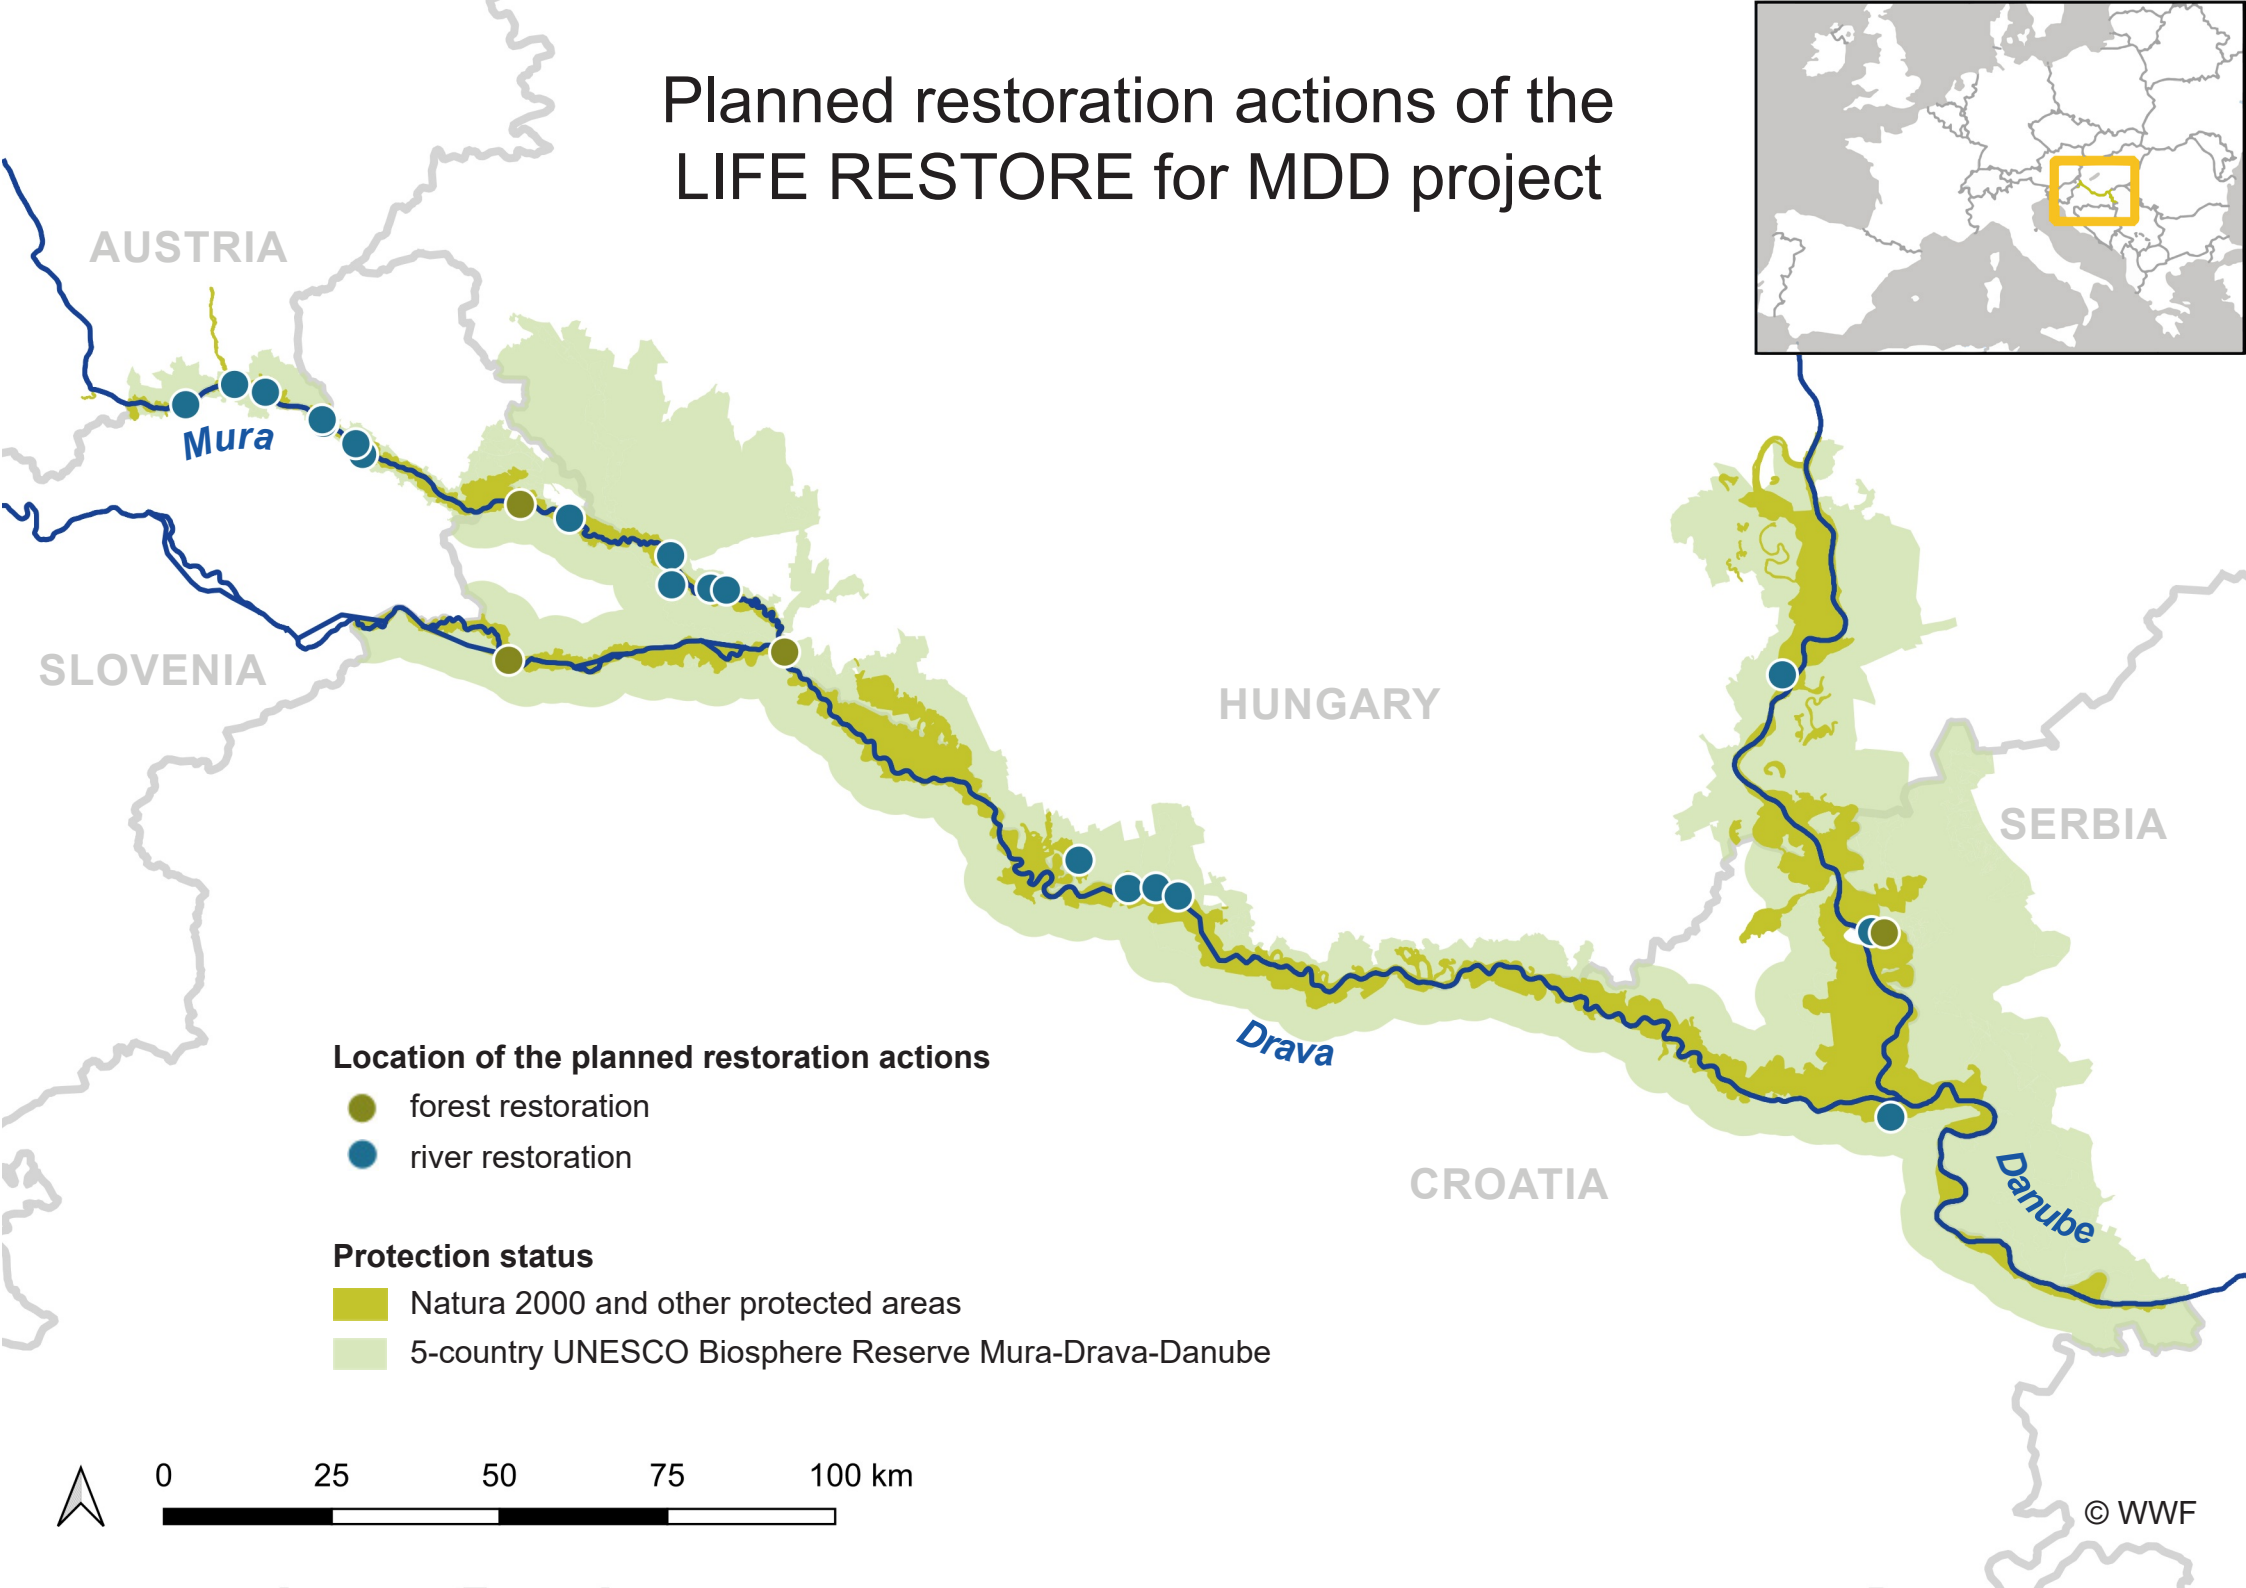 Planned restoration actions of the
LIFE RESTORE for MDD project
AUSTRIA
Mura
SLOVENIA
HUNGARY
SERBIA
Drava
CROATIA
Danube
Location of the planned restoration actions
forest restoration
river restoration
Protection status
Natura 2000 and other protected areas
5-country UNESCO Biosphere Reserve Mura-Drava-Danube
0 25 50 75 100 km
© WWF